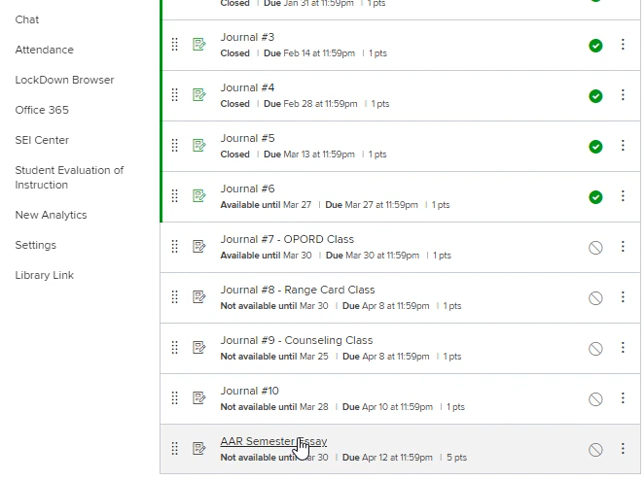 Chat
Attendance
LockDown Browser
Office 365
SEI Center
Student Evaluation of
Instruction
New Analytics
Settings
Library Link
Closed | Due Jan 31 at 11:59pm | 1 pts
Journal #3
Closed | Due Feb 14 at 11:59pm | 1 pts
Journal #4
Closed | Due Feb 28 at 11:59pm | 1 pts
Journal #5
Closed | Due Mar 13 at 11:59pm | 1 pts
Journal #6
Available until Mar 27 | Due Mar 27 at 11:59pm | 1 pts
Journal #7 - OPORD Class
Available until Mar 30 | Due Mar 30 at 11:59pm | 1 pts
Journal #8 - Range Card Class
Not available until Mar 30 | Due Apr 8 at 11:59pm | 1 pts
Journal #9 - Counseling Class
Not available until Mar 25 | Due Apr 8 at 11:59pm | 1 pts
Journal #10
Not available until Mar 28 | Due Apr 10 at 11:59pm | 1 pts
AAR Semester Essay
Not available until Mar 30 | Due Apr 12 at 11:59pm | 5 pts